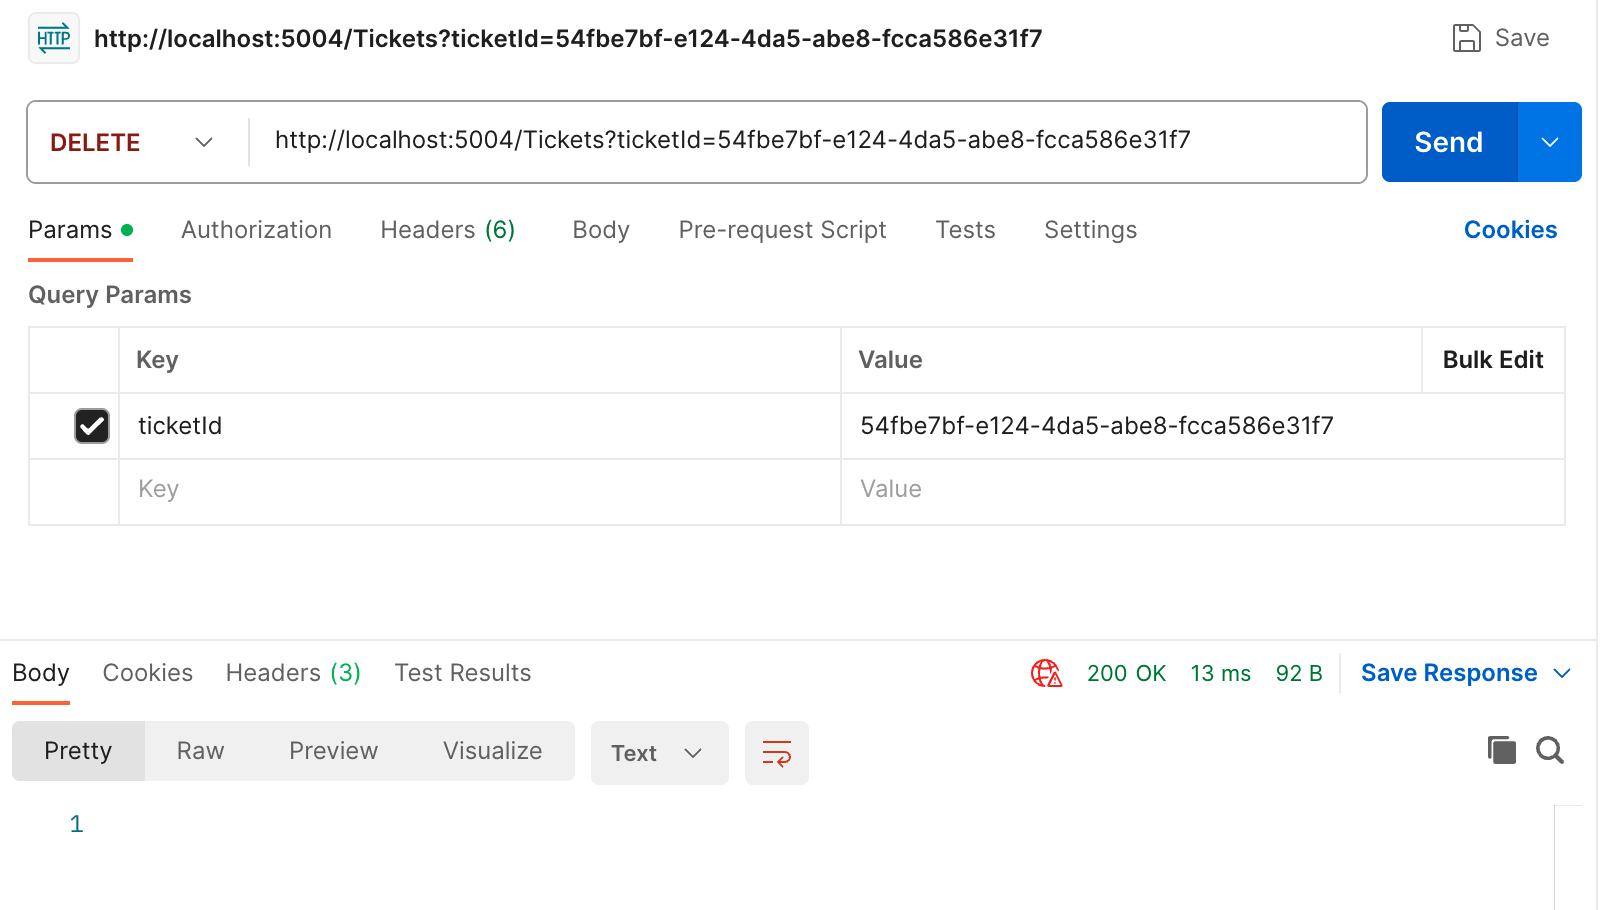 HTTP http://localhost:5004/Tickets?ticketId=54fbe7bf-e124-4da5-abe8-fcca586e31f7 Save
DELETE http://localhost:5004/Tickets?ticketId=54fbe7bf-e124-4da5-abe8-fcca586e31f7 Send
Params Authorization Headers (6) Body Pre-request Script Tests Settings Cookies
Query Params
Key Value Bulk Edit
ticketId 54fbe7bf-e124-4da5-abe8-fcca586e31f7
Key Value
Body Cookies Headers (3) Test Results 200 OK 13 ms 92 B Save Response
Pretty Raw Preview Visualize Text
1